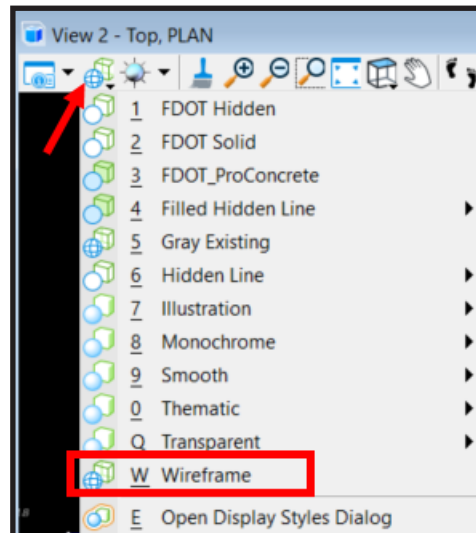 View 2 - Top, PLAN
1 FDOT Hidden
2 FDOT Solid
3 FDOT_ProConcrete
4 Filled Hidden Line
5 Gray Existing
6 Hidden Line
7 Illustration
8 Monochrome
9 Smooth
0 Thematic
Q Transparent
W Wireframe
E Open Display Styles Dialog